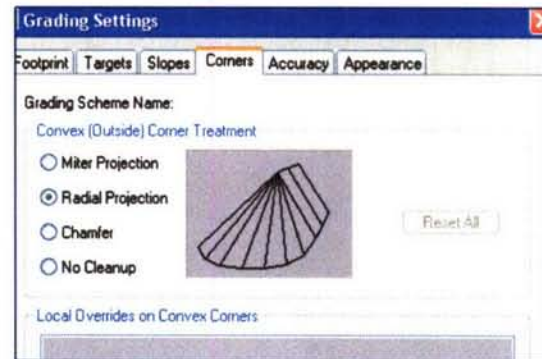 Grading Settings
Footprint Targets Slopes Corners Accuracy Appearance
Grading Scheme Name:
Convex (Outside) Corner Treatment
Miter Projection
Radial Projection
Reset All
Chamfer
No Cleanup
Local Overrides on Convex Corners